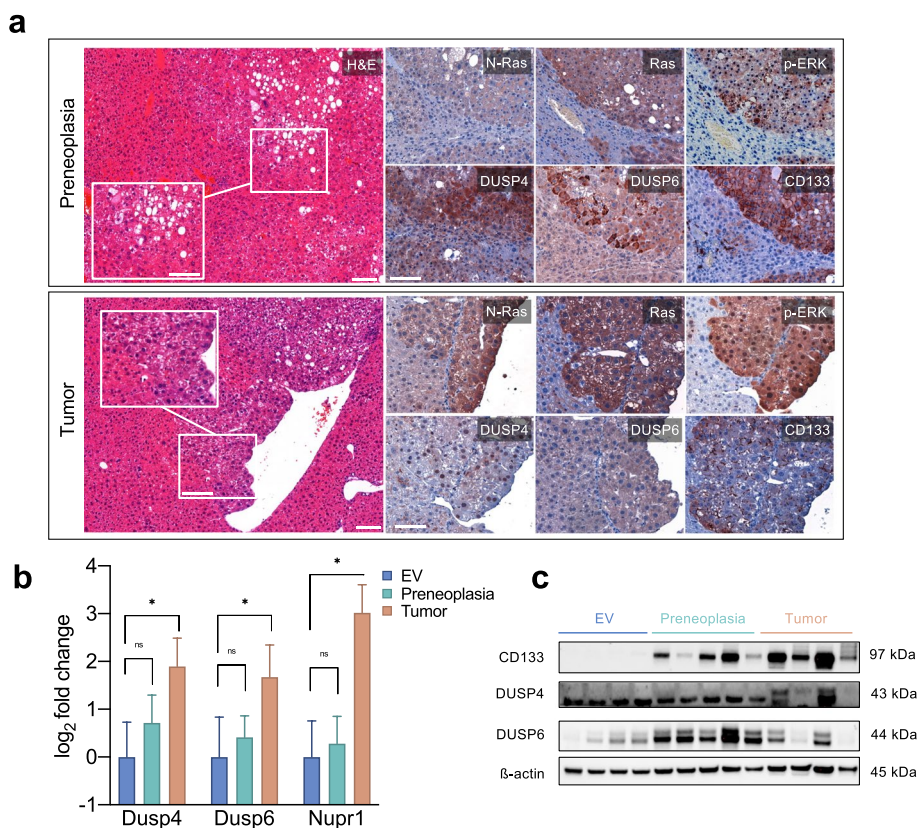 a
Preneoplasia
H&E
N-Ras
Ras
p-ERK
DUSP4
DUSP6
CD133
Tumor
N-Ras
Ras
p-ERK
DUSP4
DUSP6
CD133
b
log2 fold change
4
3
2
1
0
-1
*
ns
*
ns
*
ns
EV
Preneoplasia
Tumor
Dusp4
Dusp6
Nupr1
c
EV
Preneoplasia
Tumor
CD133
97 kDa
DUSP4
43 kDa
DUSP6
44 kDa
ß-actin
45 kDa